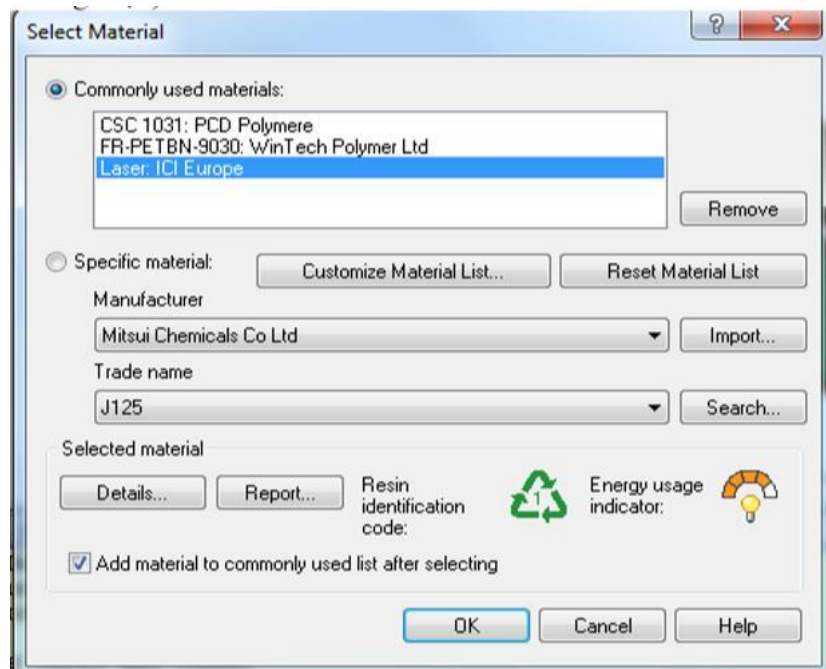 Select Material
Commonly used materials:
CSC 1031: PCD Polymere
FR-PETBN-9030: WinTech Polymer Ltd
Laser: ICI Europe
Remove
Specific material:
Customize Material List...
Reset Material List
Manufacturer
Mitsui Chemicals Co Ltd
Import...
Trade name
J125
Search...
Selected material
Details...
Report...
Resin
identification
code:
1
Energy usage
indicator:
Add material to commonly used list after selecting
OK
Cancel
Help